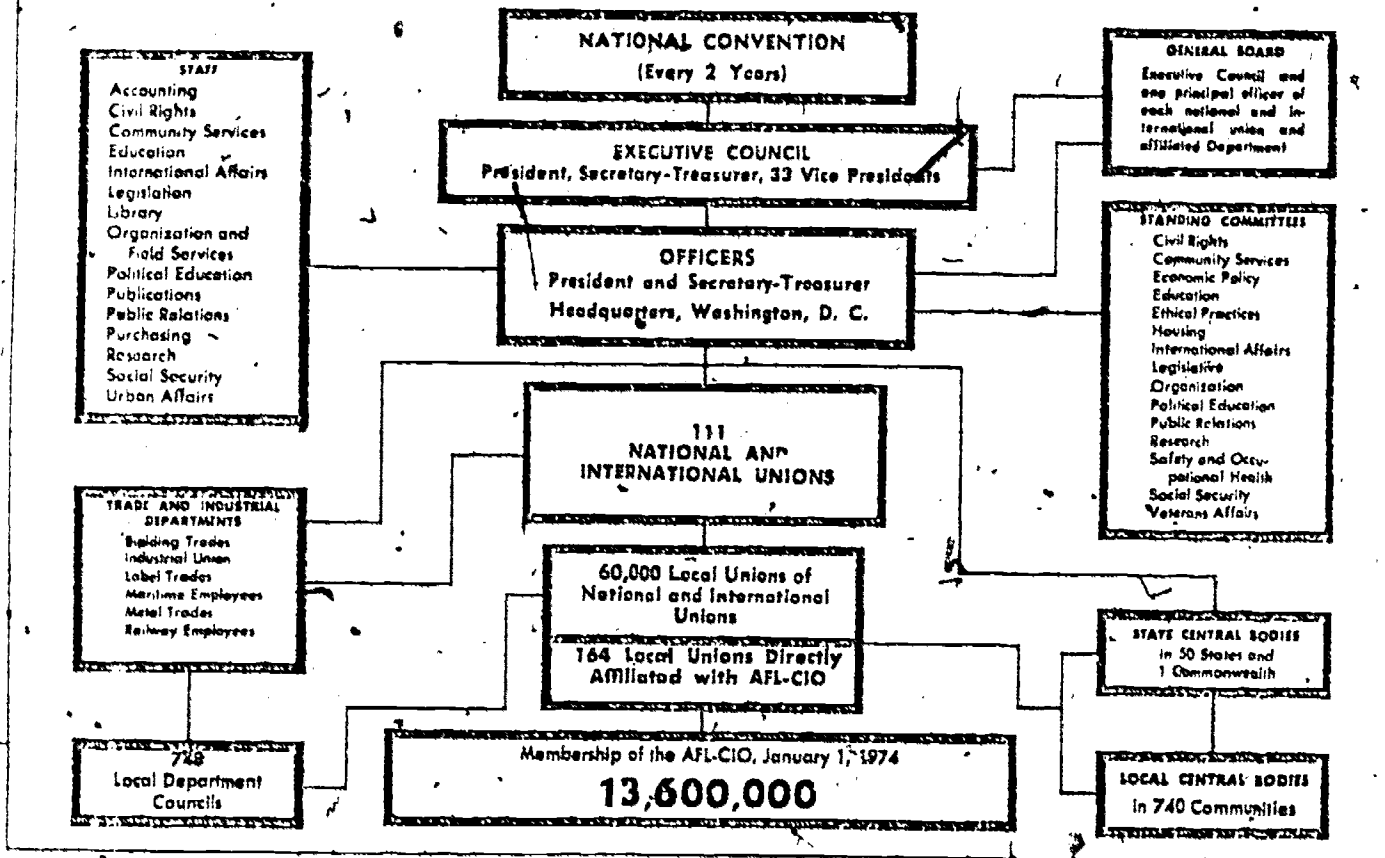 NATIONAL CONVENTION
(Every 2 Years)
EXECUTIVE COUNCIL
President, Secretary-Treasurer, 33 Vice Presidents
OFFICERS
President and Secretary-Treasurer
Headquarters, Washington, D. C.
STAFF
Accounting
Civil Rights
Community Services
Education
International Affairs
Legislation
Library
Organization and
Field Services
Political Education
Publications
Public Relations
Purchasing
Research
Social Security
Urban Affairs
GENERAL BOARD
Executive Council and
one principal officer of
each national and in-
ternational union and
affiliated Department
STANDING COMMITTEES
Civil Rights
Community Services
Economic Policy
Education
Ethical Practices
Housing
International Affairs
Legislative
Organization
Political Education
Public Relations
Research
Safety and Occu-
pational Health
Social Security
Veterans Affairs
111
NATIONAL AND
INTERNATIONAL UNIONS
TRADE AND INDUSTRIAL
DEPARTMENTS
Building Trades
Industrial Union
Label Trades
Maritime Employees
Metal Trades
Railway Employees
60,000 Local Unions of
National and International
Unions
164 Local Unions Directly
Affiliated with AFL-CIO
STATE CENTRAL BODIES
in 50 States and
1 Commonwealth
Local Department
Councils
Membership of the AFL-CIO, January 1, 1974
13,600,000
LOCAL CENTRAL BODIES
in 740 Communities